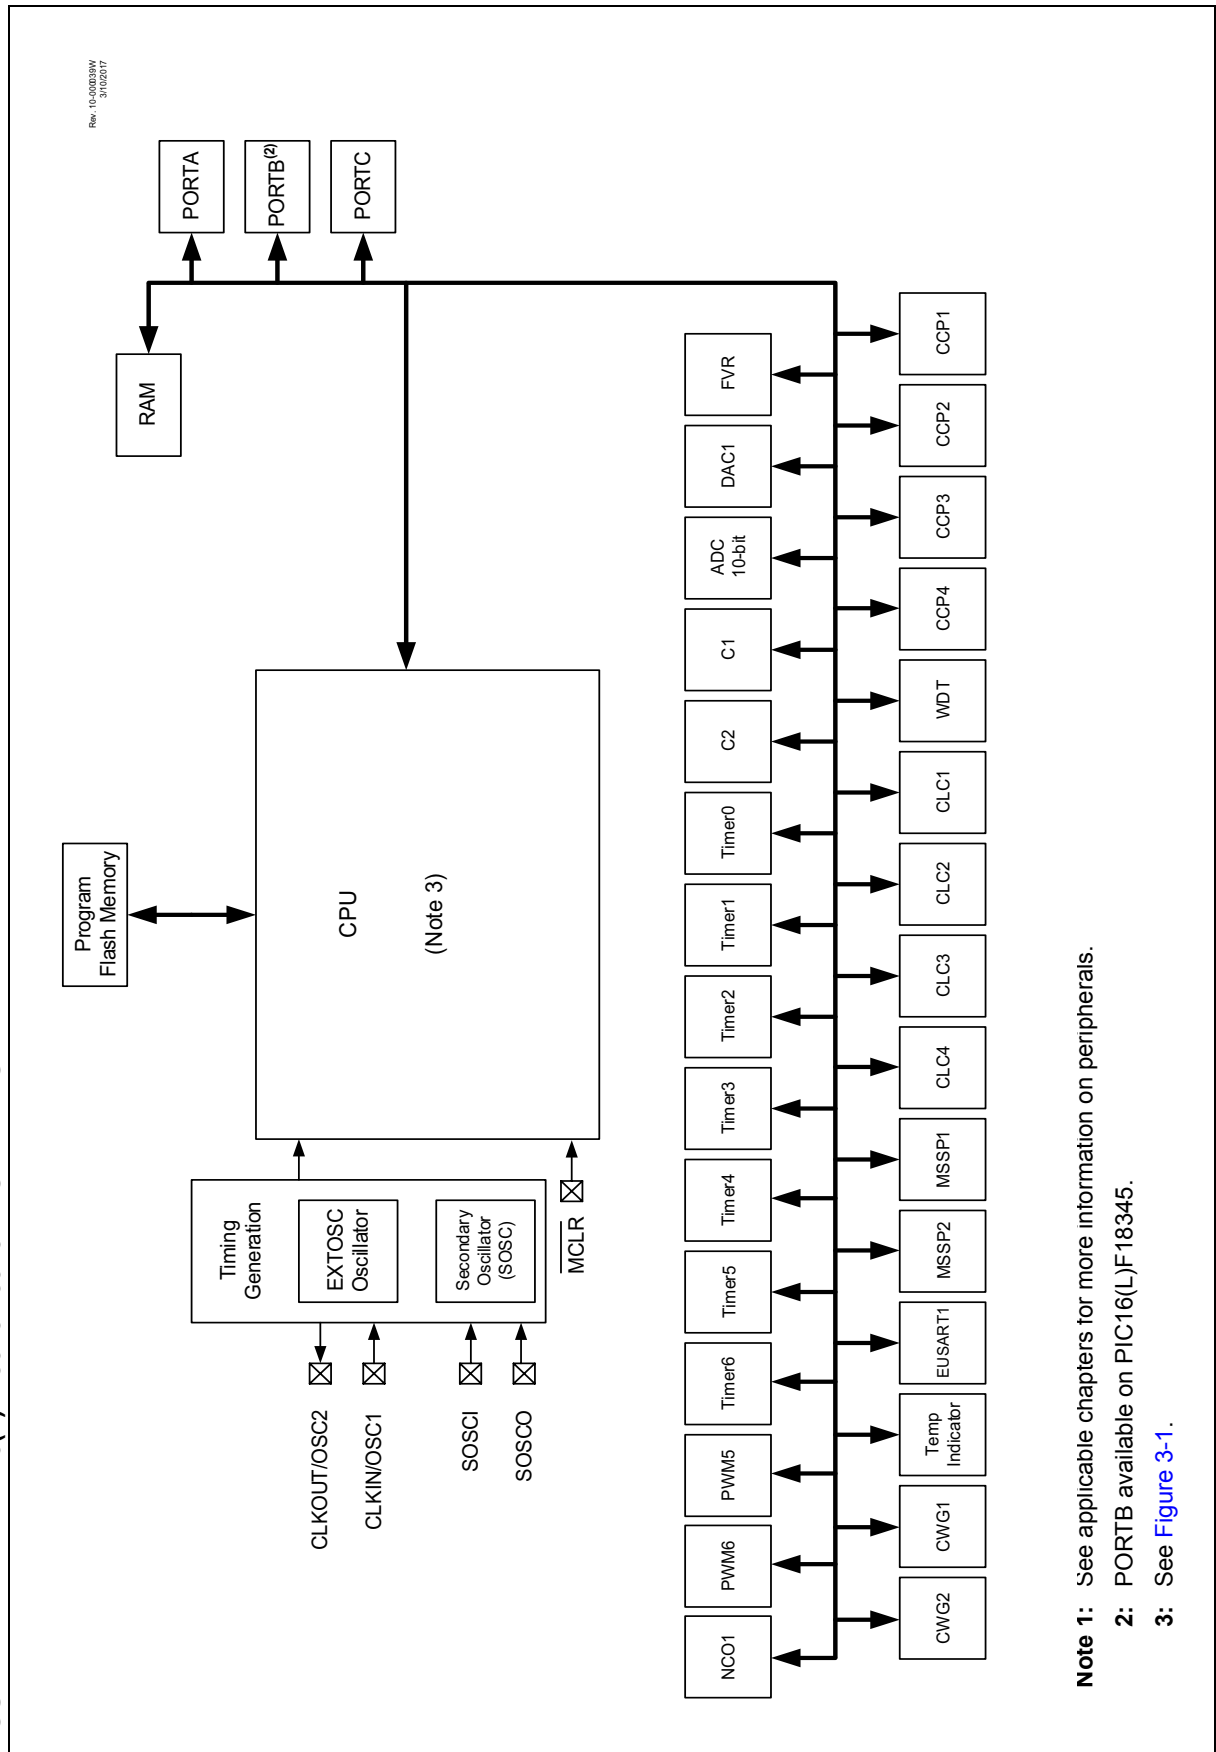 Rev. 10-000039W
3/10/2017
Program
Flash Memory
RAM
PORTA
PORTB(2)
PORTC
CPU
(Note 3)
Timing
Generation
EXTOSC
Oscillator
Secondary
Oscillator
(SOSC)
CLKOUT/OSC2
CLKIN/OSC1
SOSCI
SOSCO
MCLR
NCO1
PWM6
PWM5
Timer6
Timer5
Timer4
Timer3
Timer2
Timer1
Timer0
C2
C1
ADC
10-bit
DAC1
FVR
CWG2
CWG1
Temp
Indicator
EUSART1
MSSP2
MSSP1
CLC4
CLC3
CLC2
CLC1
WDT
CCP4
CCP3
CCP2
CCP1
Note 1: See applicable chapters for more information on peripherals.
2: PORTB available on PIC16(L)F18345.
3: See Figure 3-1.